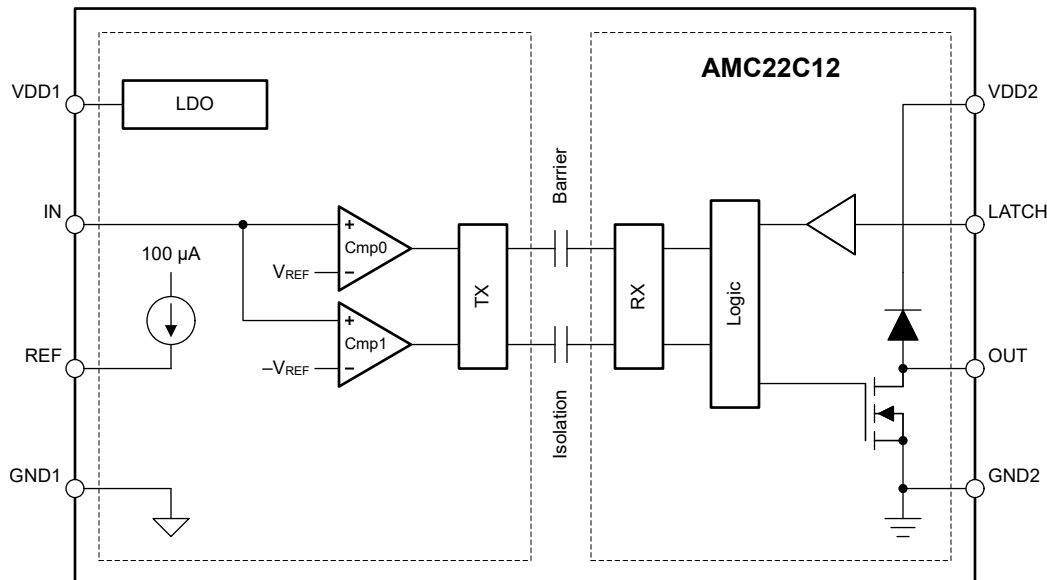 AMC22C12
VDD1
LDO
VDD2
Barrier
IN
LATCH
+
Cmp0
−
VREF
100 µA
TX
RX
Logic
+
Cmp1
−
–VREF
REF
OUT
Isolation
GND1
GND2